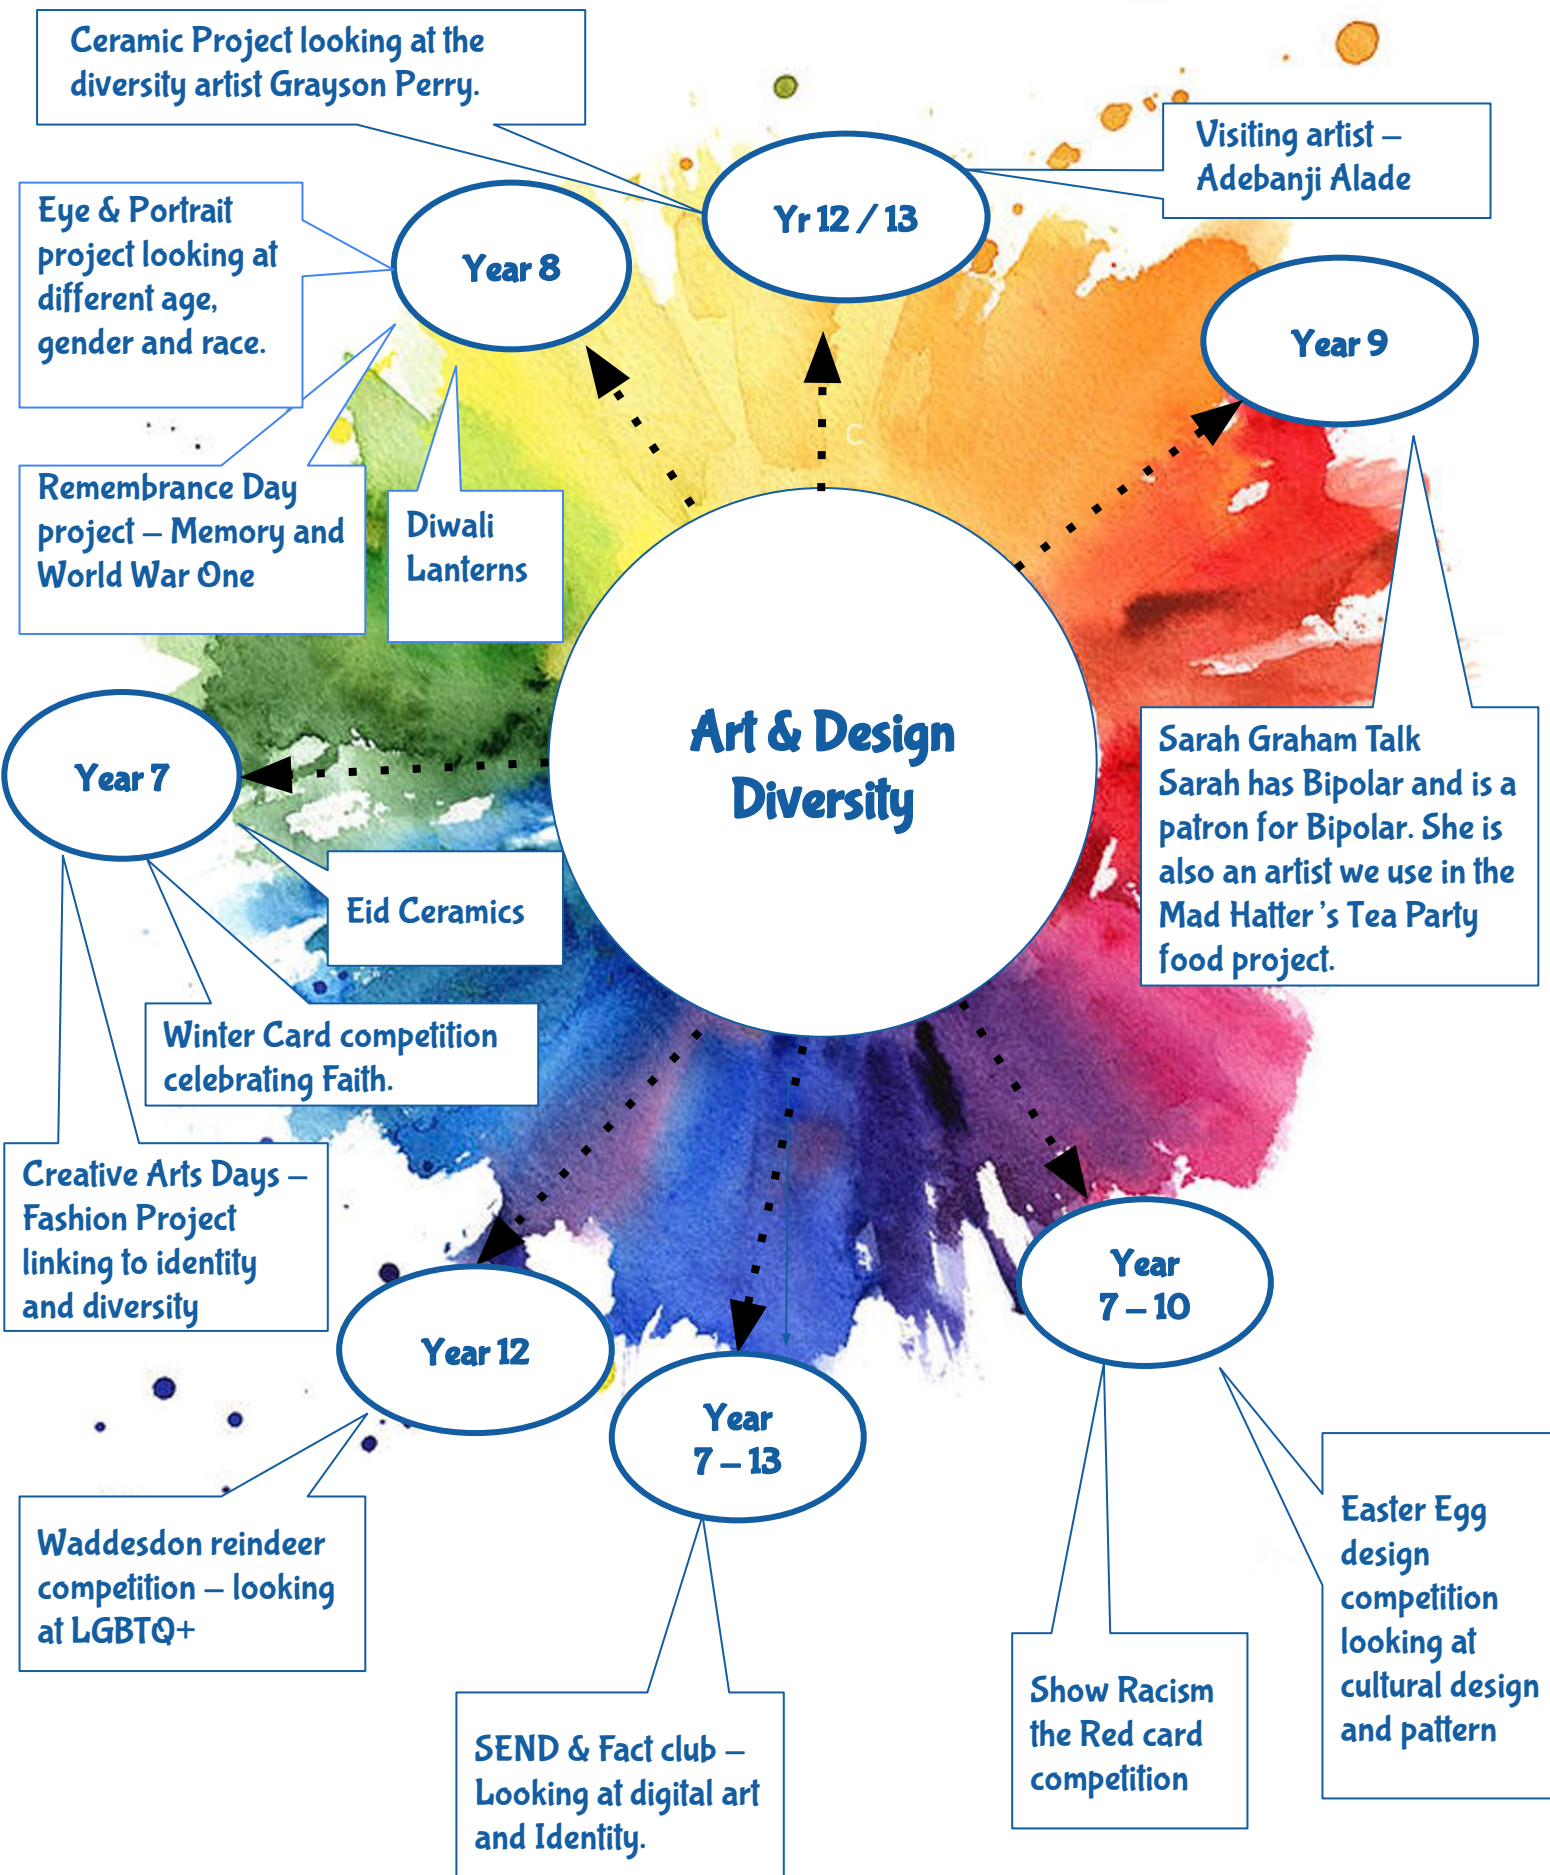 Ceramic Project looking at the
diversity artist Grayson Perry.
Visiting artist –
Adebanji Alade
Yr 12 / 13
Eye & Portrait
project looking at
different age,
gender and race.
Year 8
Year 9
C
Remembrance Day
project – Memory and
World War One
Diwali
Lanterns
Art & Design
Diversity
Year 7
Sarah Graham Talk
Sarah has Bipolar and is a
patron for Bipolar. She is
also an artist we use in the
Mad Hatter 's Tea Party
food project.
Eid Ceramics
Winter Card competition
celebrating Faith.
Creative Arts Days –
Fashion Project
linking to identity
and diversity
Year
7 – 10
Year 12
Year
7 – 13
Waddesdon reindeer
competition – looking
at LGBTQ+
Easter Egg
design
competition
looking at
cultural design
and pattern
Show Racism
the Red card
competition
SEND & Fact club –
Looking at digital art
and Identity.